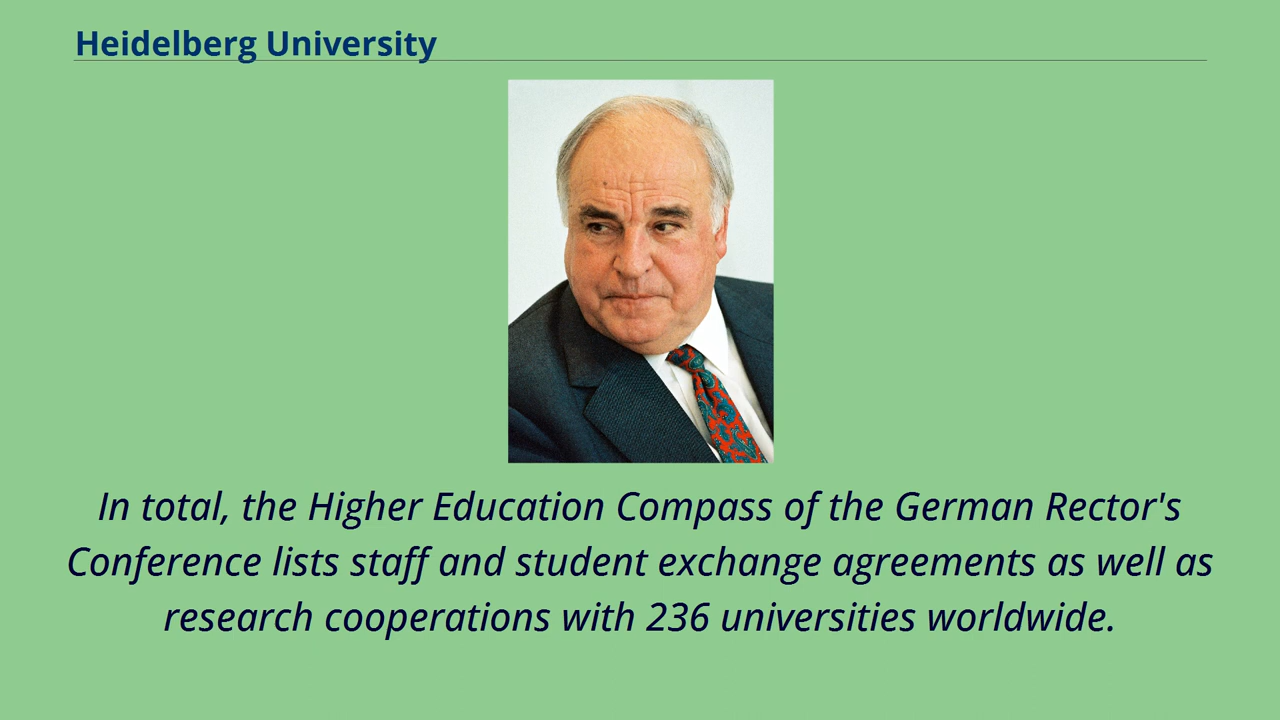 Heidelberg University
In total, the Higher Education Compass of the German Rector's
Conference lists staff and student exchange agreements as well as
research cooperations with 236 universities worldwide.